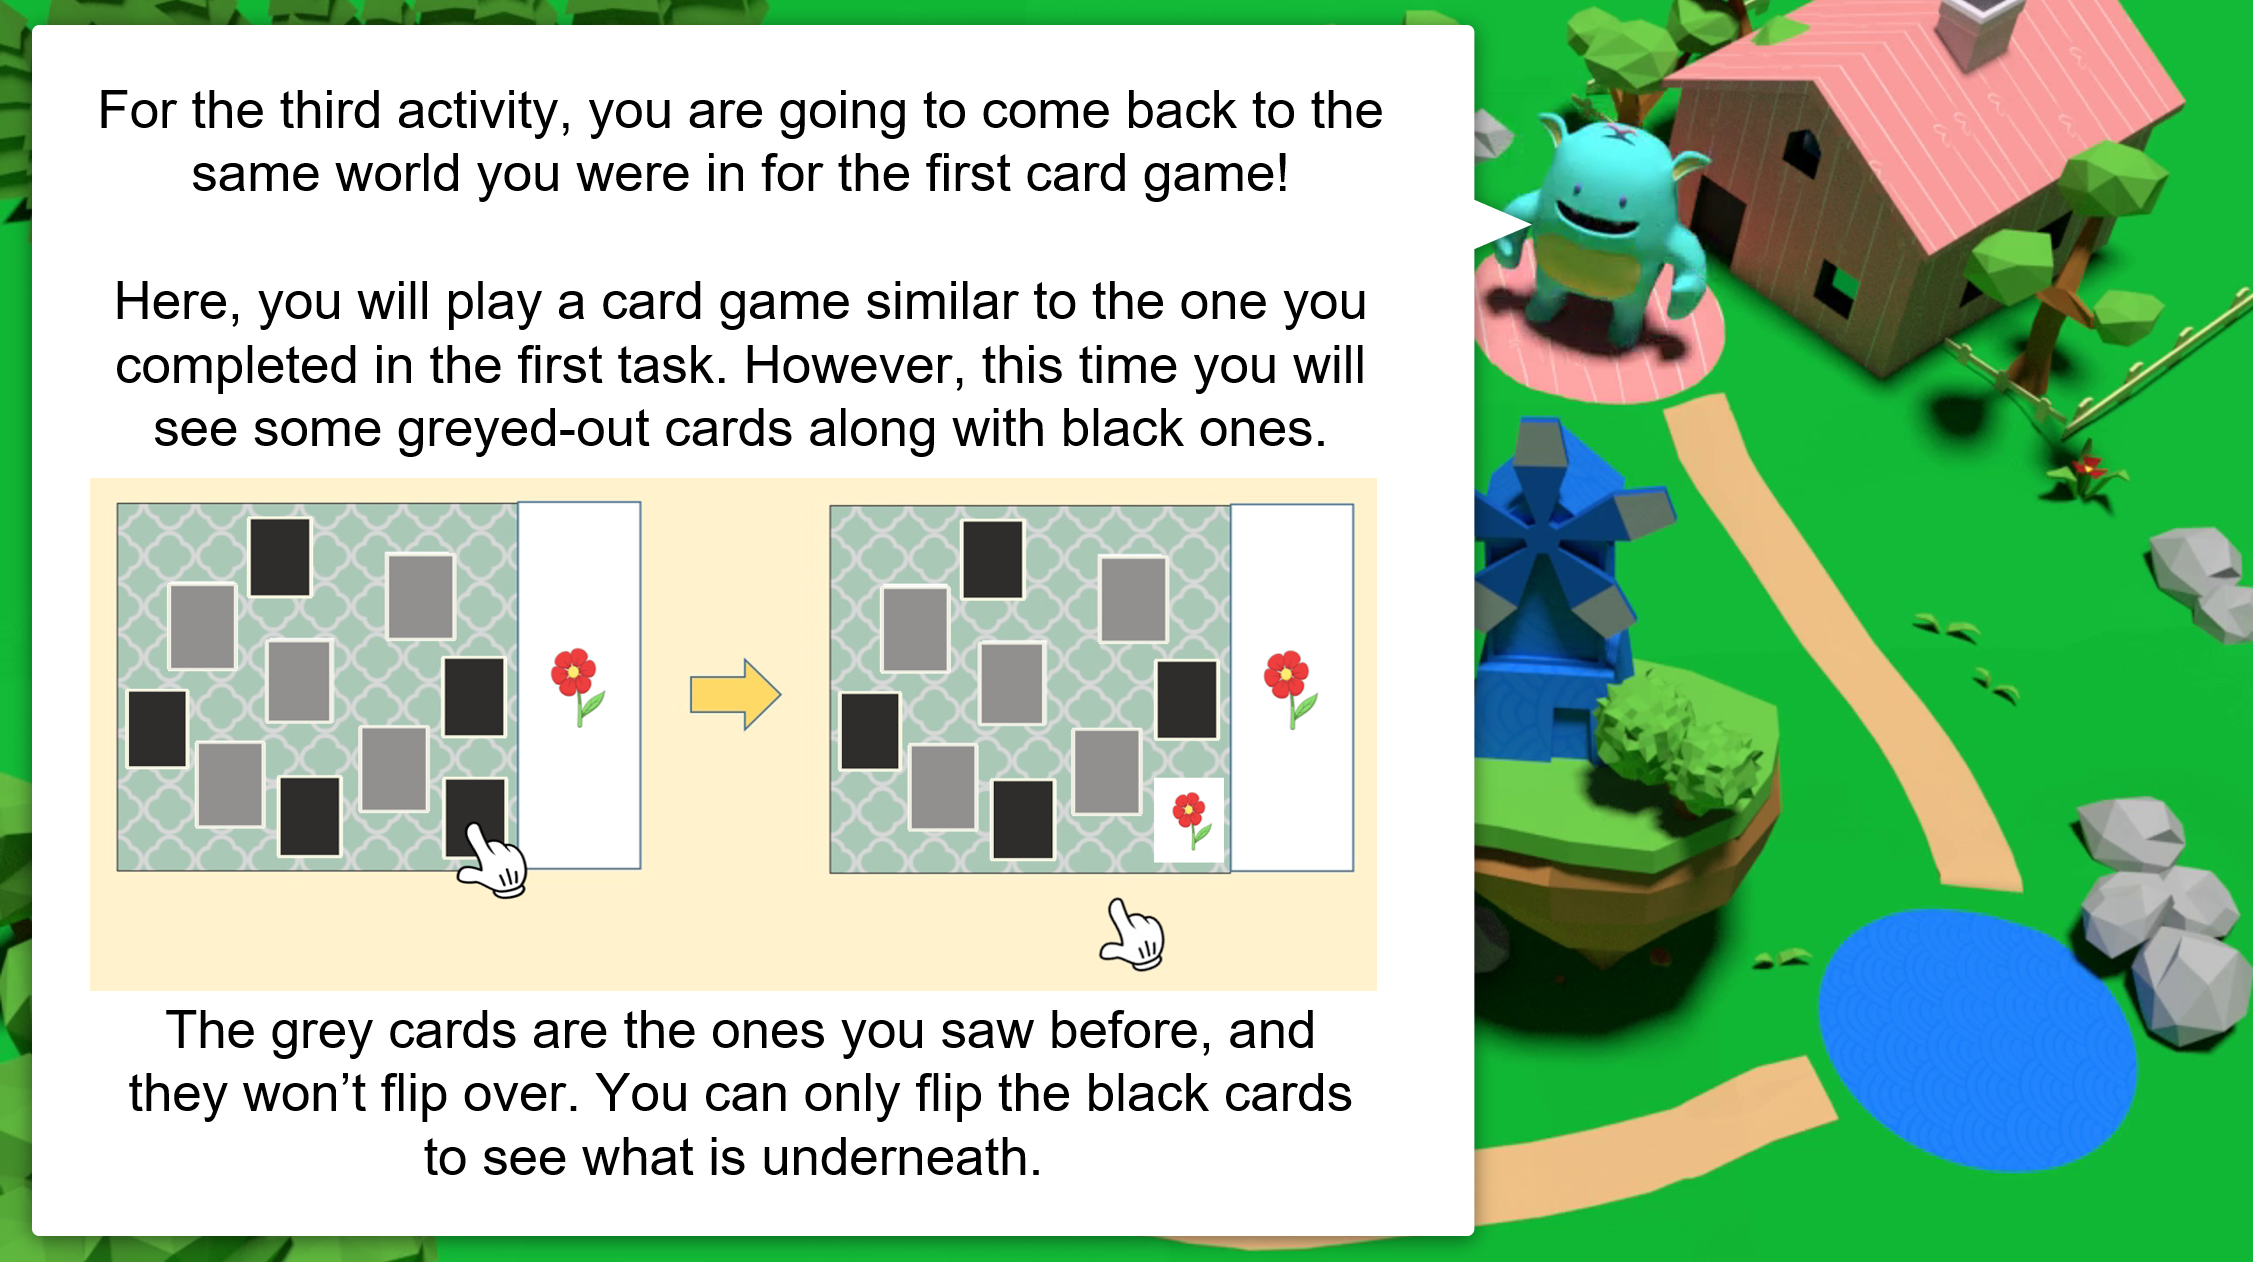 For the third activity, you are going to come back to the
same world you were in for the first card game!
Here, you will play a card game similar to the one you
completed in the first task. However, this time you will
see some greyed-out cards along with black ones.
The grey cards are the ones you saw before, and
they won’t flip over. You can only flip the black cards
to see what is underneath.